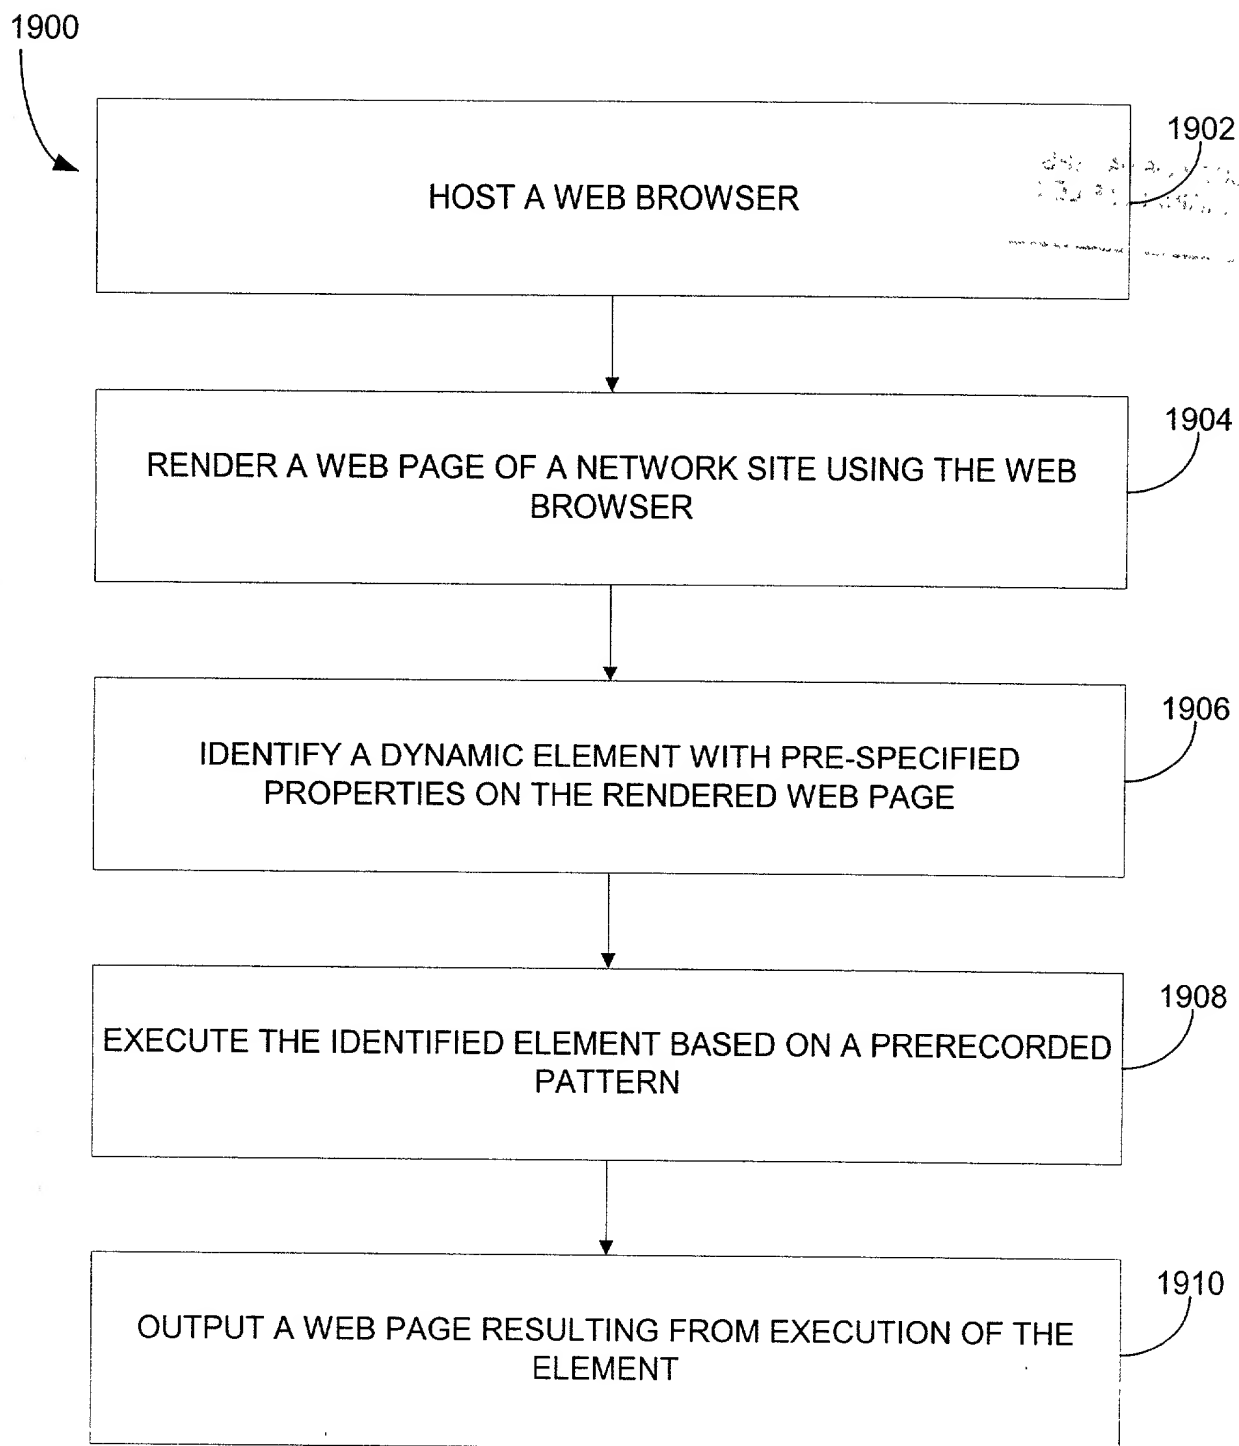 1900
1902
HOST A WEB BROWSER
1904
RENDER A WEB PAGE OF A NETWORK SITE USING THE WEB
BROWSER
1906
IDENTIFY A DYNAMIC ELEMENT WITH PRE-SPECIFIED
PROPERTIES ON THE RENDERED WEB PAGE
1908
EXECUTE THE IDENTIFIED ELEMENT BASED ON A PRERECORDED
PATTERN
1910
OUTPUT A WEB PAGE RESULTING FROM EXECUTION OF THE
ELEMENT